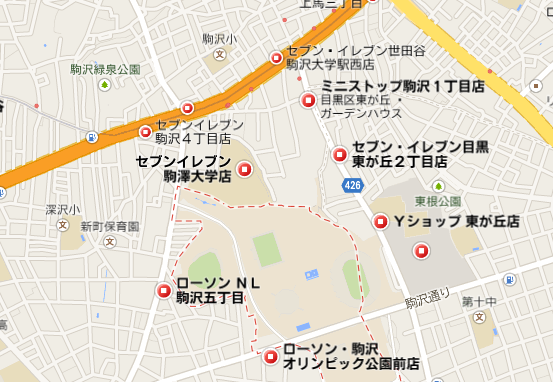 上馬三丁目
駒沢小
セブン・イレブン世田谷
駒沢大学駅西店
駒沢緑泉公園
ミニストップ駒沢１丁目店
目黒区東が丘・
ガーデンハウス
谷
セブンイレブン
駒沢４丁目店
セブン・イレブン目黒
東が丘２丁目店
セブンイレブン
駒澤大学店
426
東根公園
深沢小
新町保育園
Ｙショップ 東が丘店
ローソン ＮＬ
駒沢五丁目
駒沢通り
第十中
高
ローソン・駒沢
オリンピック公園前店